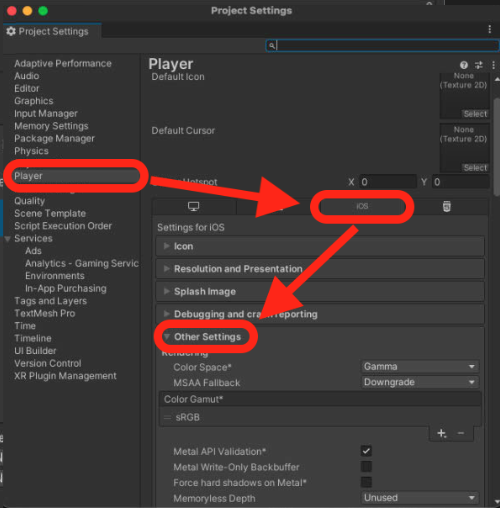 Project Settings
Project Settings
Adaptive Performance
Audio
Editor
Graphics
Input Manager
Memory Settings
Package Manager
Physics
Player
Quality
Scene Template
Script Execution Order
Services
Ads
Analytics - Gaming Servic
Environments
In-App Purchasing
Tags and Layers
TextMesh Pro
Time
Timeline
UI Builder
Version Control
XR Plugin Management
Player
Default Icon
None
(Texture 2D)
Select
Default Cursor
None
(Texture 2D)
Select
Hotspot X 0 Y 0
iOS
Settings for iOS
Icon
Resolution and Presentation
Splash Image
Debugging and crash reporting
Other Settings
Rendering
Color Space* Gamma
MSAA Fallback Downgrade
Color Gamut*
= sRGB
+ −
Metal API Validation*
Metal Write-Only Backbuffer
Force hard shadows on Metal*
Memoryless Depth Unused